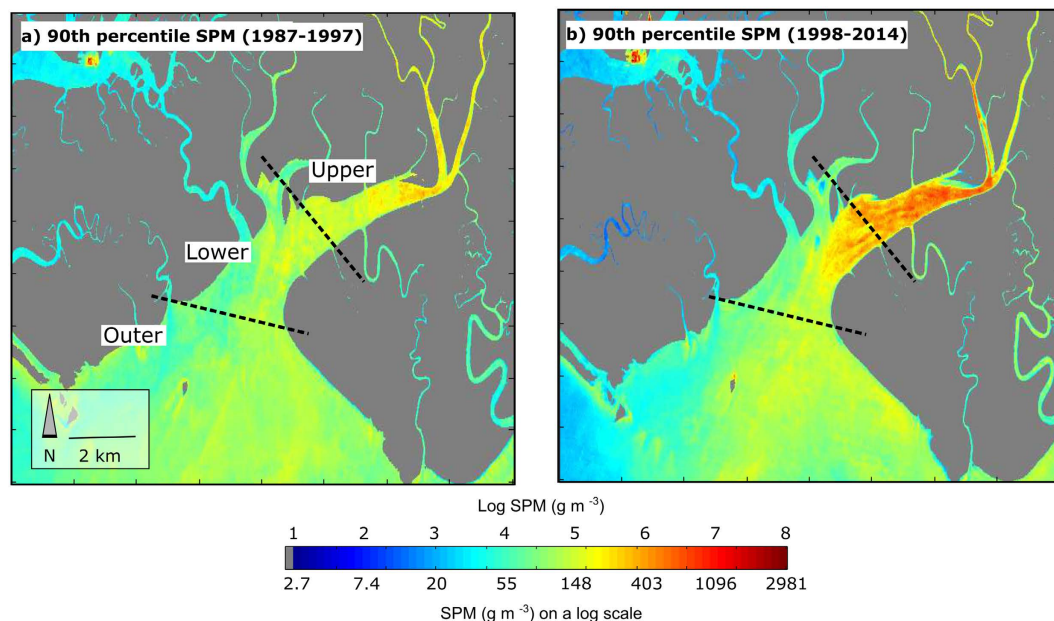 a) 90th percentile SPM (1987-1997)
b) 90th percentile SPM (1998-2014)
Upper
Lower
Outer
N
2 km
Log SPM (g m -3)
1 2 3 4 5 6 7 8
2.7 7.4 20 55 148 403 1096 2981
SPM (g m -3) on a log scale